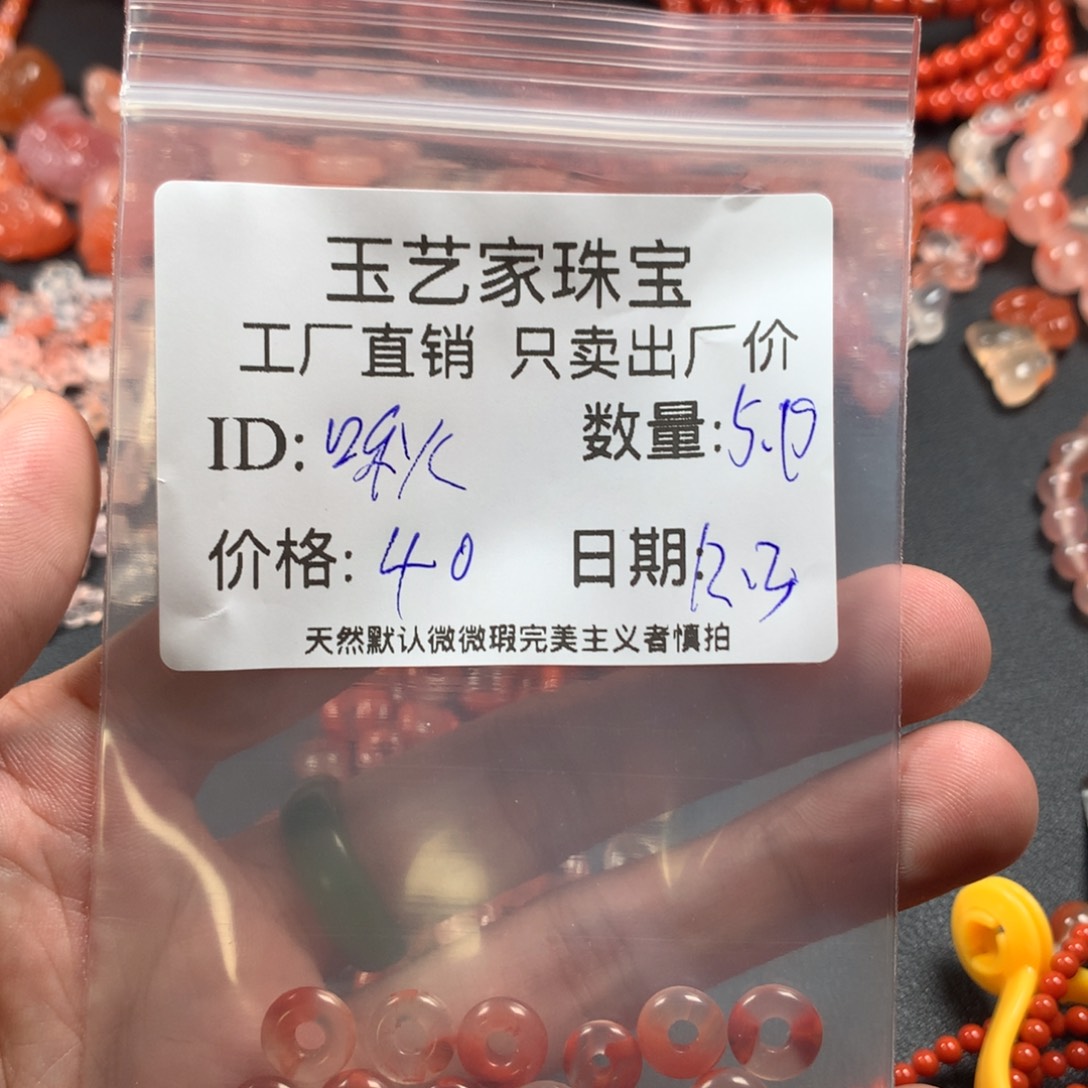 玉艺家珠宝
工厂直销 只卖出厂价
ID: 数量:
价格: 40 日期:
天然默认微微瑕完美主义者慎拍